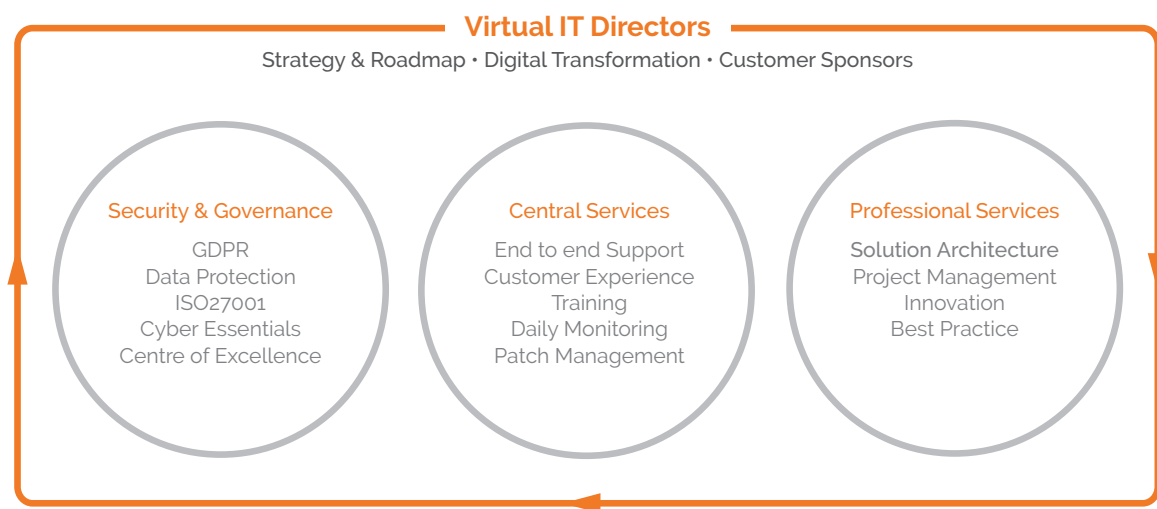 Virtual IT Directors
Strategy & Roadmap • Digital Transformation • Customer Sponsors
Security & Governance
GDPR
Data Protection
ISO27001
Cyber Essentials
Centre of Excellence
Central Services
End to end Support
Customer Experience
Training
Daily Monitoring
Patch Management
Professional Services
Solution Architecture
Project Management
Innovation
Best Practice